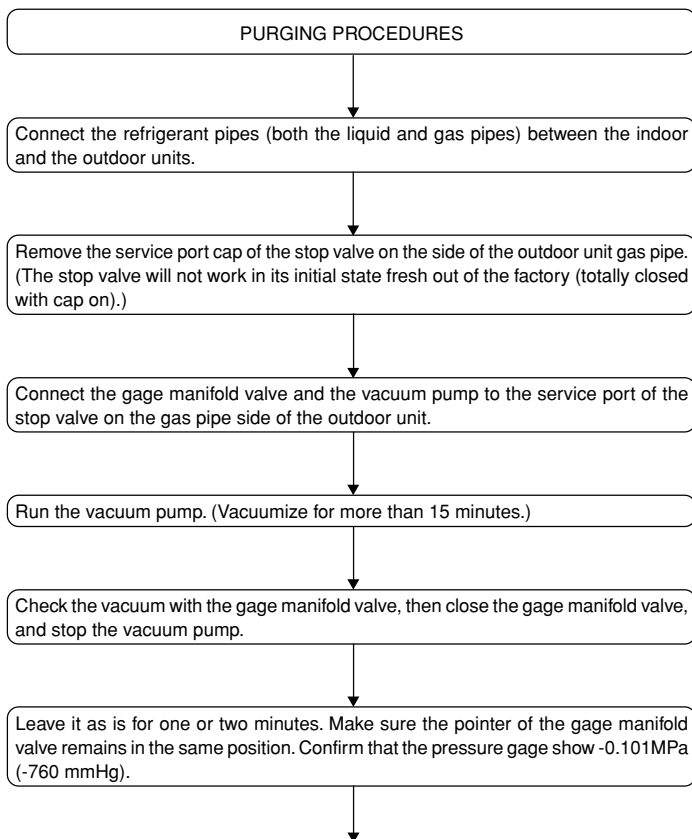 PURGING PROCEDURES
Connect the refrigerant pipes (both the liquid and gas pipes) between the indoor
and the outdoor units.
Remove the service port cap of the stop valve on the side of the outdoor unit gas pipe.
(The stop valve will not work in its initial state fresh out of the factory (totally closed
with cap on).)
Connect the gage manifold valve and the vacuum pump to the service port of the
stop valve on the gas pipe side of the outdoor unit.
Run the vacuum pump. (Vacuumize for more than 15 minutes.)
Check the vacuum with the gage manifold valve, then close the gage manifold valve,
and stop the vacuum pump.
Leave it as is for one or two minutes. Make sure the pointer of the gage manifold
valve remains in the same position. Confirm that the pressure gage show -0.101MPa
(-760 mmHg).